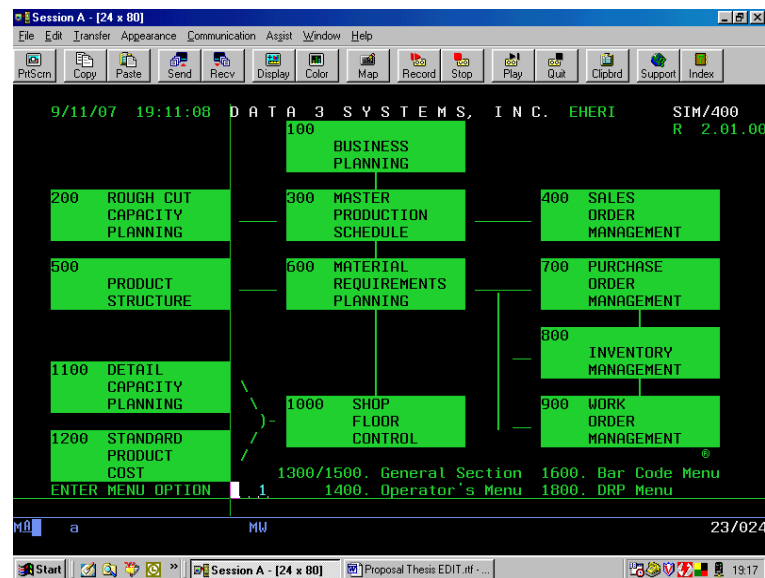 Session A - [24 x 80]
File Edit Transfer Appearance Communication Assist Window Help
PrtScrn Copy Paste Send Recv Display Color Map Record Stop Play Quit Clipbrd Support Index
9/11/07 19:11:08 D A T A 3 S Y S T E M S, I N C. EHERI SIM/400
R 2.01.00
100
BUSINESS
PLANNING
200 ROUGH CUT
CAPACITY
PLANNING
300 MASTER
PRODUCTION
SCHEDULE
400 SALES
ORDER
MANAGEMENT
500
PRODUCT
STRUCTURE
600 MATERIAL
REQUIREMENTS
PLANNING
700 PURCHASE
ORDER
MANAGEMENT
800
INVENTORY
MANAGEMENT
1100 DETAIL
CAPACITY
PLANNING
1000 SHOP
FLOOR
CONTROL
900 WORK
ORDER
MANAGEMENT
®
1200 STANDARD
PRODUCT
COST
1300/1500. General Section 1600. Bar Code Menu
ENTER MENU OPTION 1 1400. Operator's Menu 1800. DRP Menu
MA a MW 23/024
Start » Session A - [24 x 80] Proposal Thesis EDIT.rtf - ... 19:17